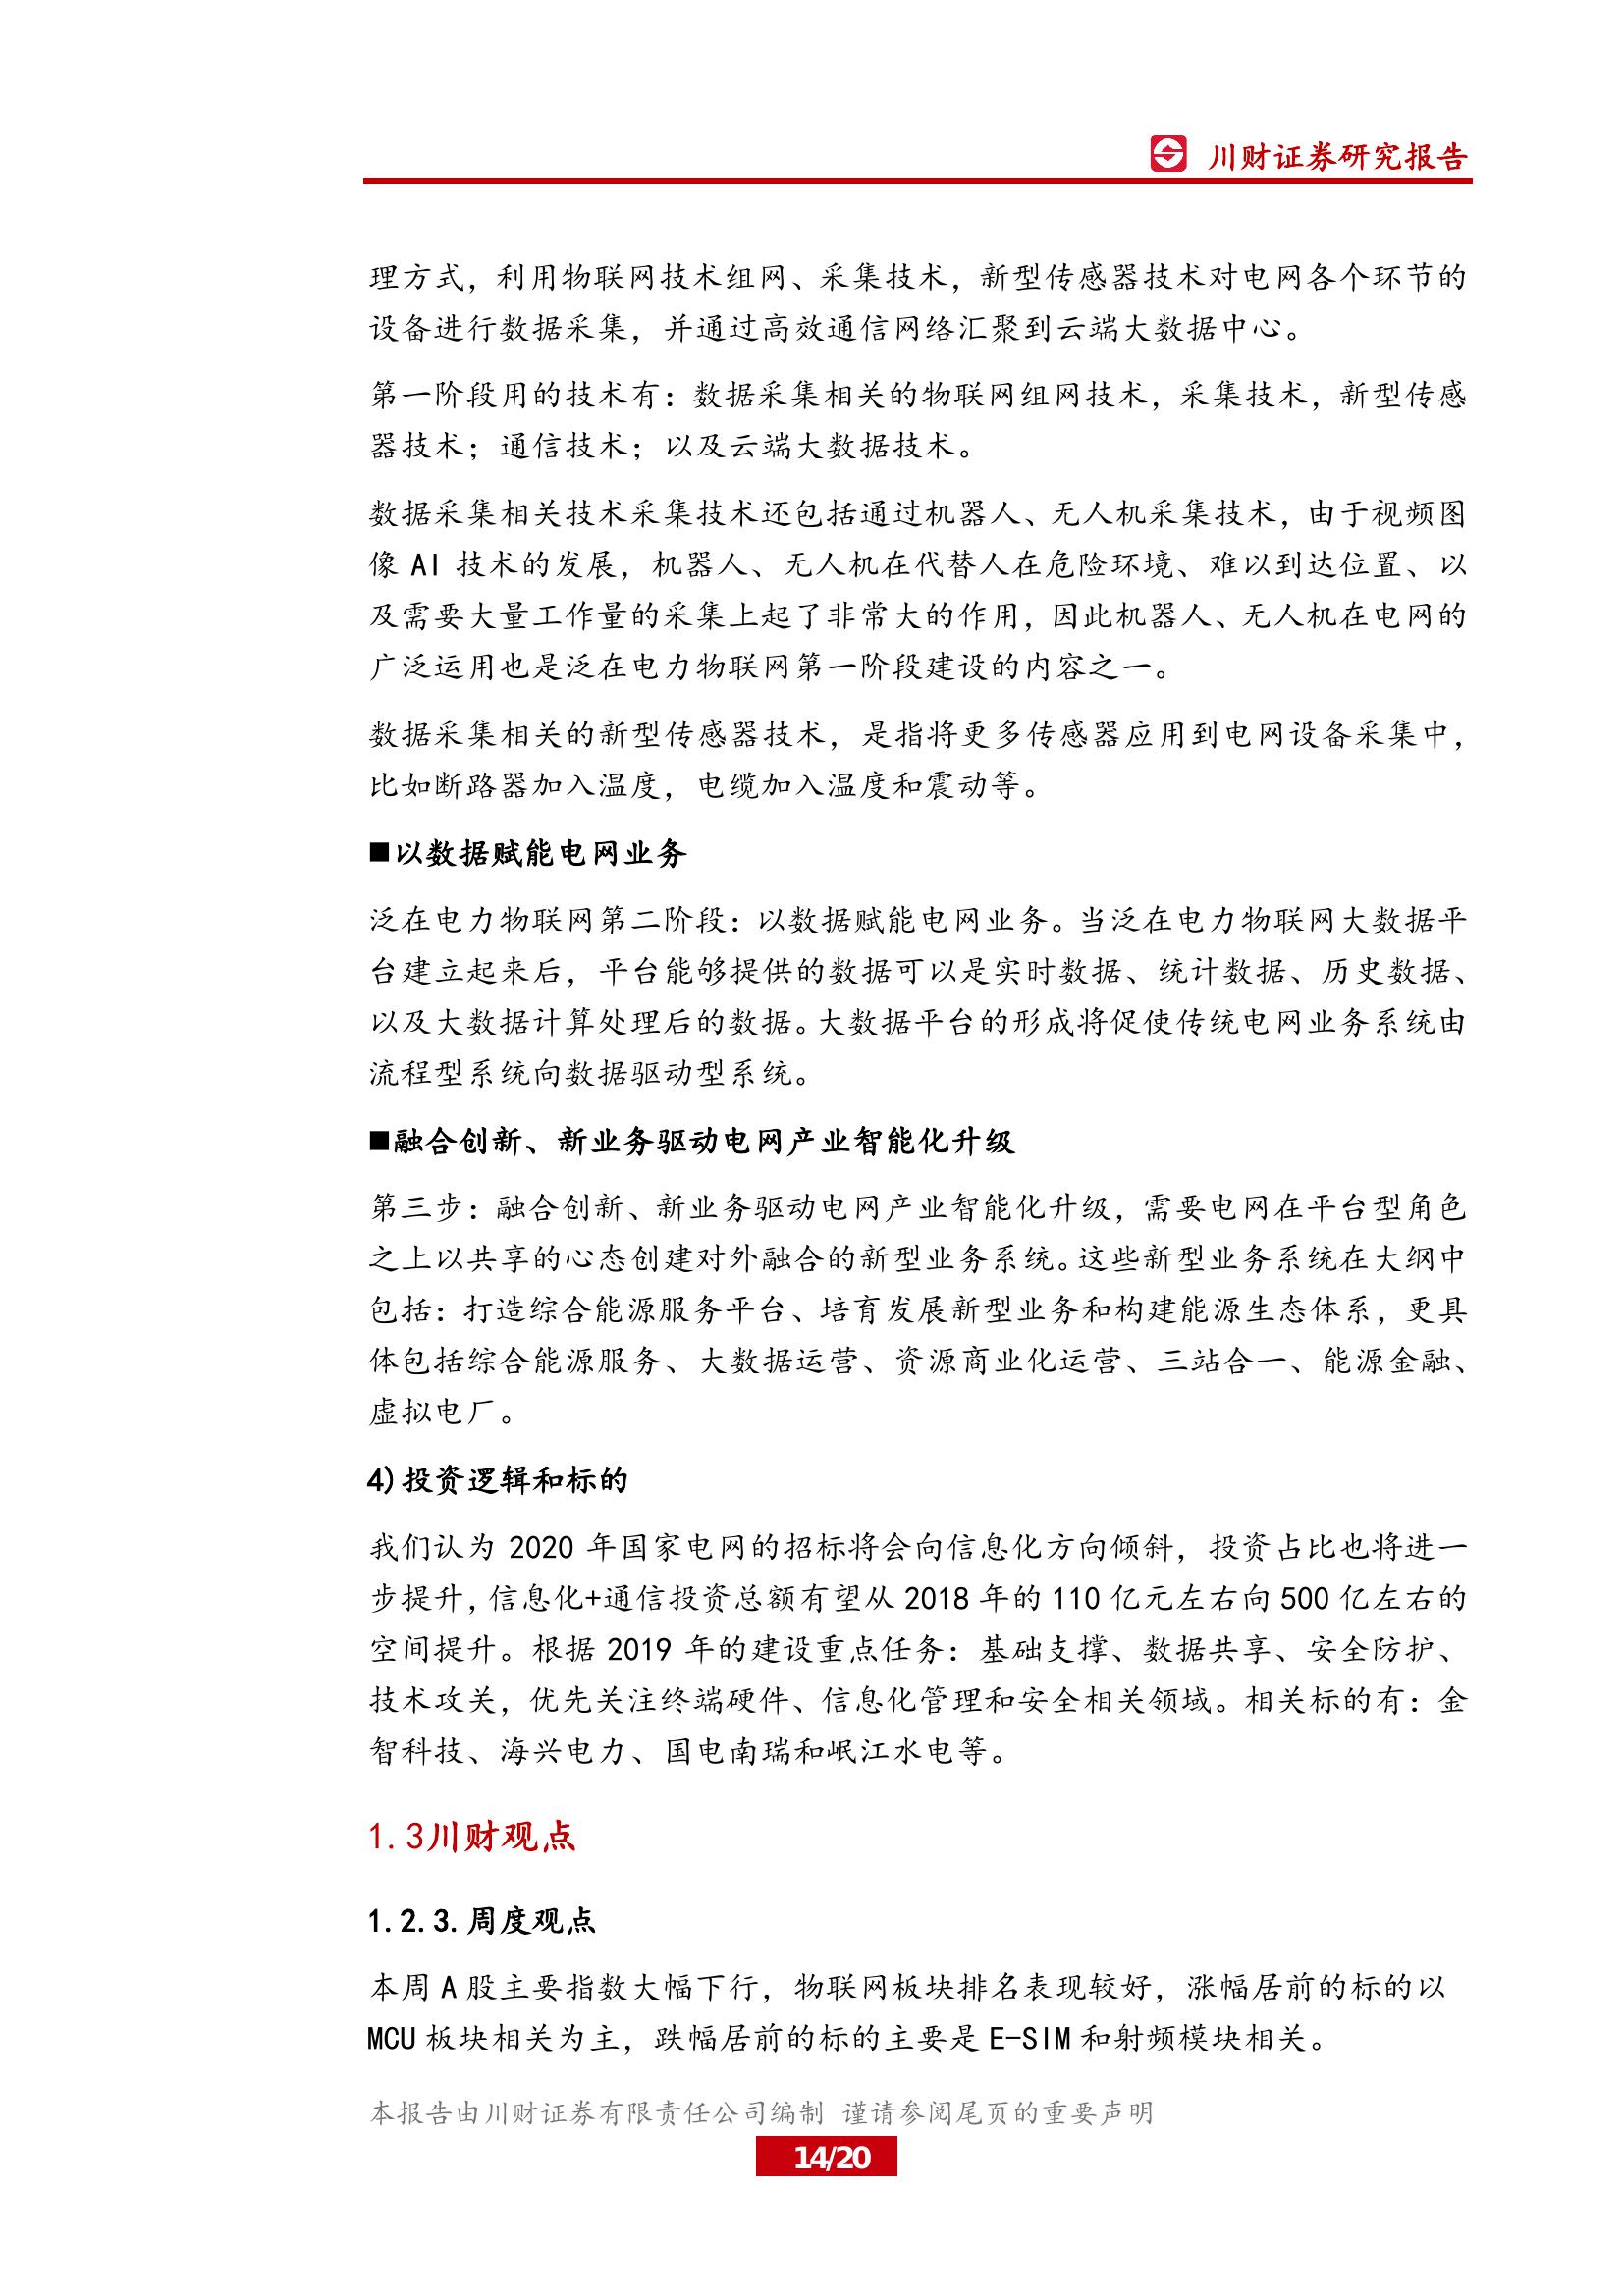 川财证券研究报告
理方式，利用物联网技术组网、采集技术，新型传感器技术对电网各个环节的
设备进行数据采集，并通过高效通信网络汇聚到云端大数据中心。
第一阶段用的技术有：数据采集相关的物联网组网技术，采集技术，新型传感
器技术；通信技术；以及云端大数据技术。
数据采集相关技术采集技术还包括通过机器人、无人机采集技术，由于视频图
像 AI 技术的发展，机器人、无人机在代替人在危险环境、难以到达位置、以
及需要大量工作量的采集上起了非常大的作用，因此机器人、无人机在电网的
广泛运用也是泛在电力物联网第一阶段建设的内容之一。
数据采集相关的新型传感器技术，是指将更多传感器应用到电网设备采集中，
比如断路器加入温度，电缆加入温度和震动等。
■以数据赋能电网业务
泛在电力物联网第二阶段：以数据赋能电网业务。当泛在电力物联网大数据平
台建立起来后，平台能够提供的数据可以是实时数据、统计数据、历史数据、
以及大数据计算处理后的数据。大数据平台的形成将促使传统电网业务系统由
流程型系统向数据驱动型系统。
■融合创新、新业务驱动电网产业智能化升级
第三步：融合创新、新业务驱动电网产业智能化升级，需要电网在平台型角色
之上以共享的心态创建对外融合的新型业务系统。这些新型业务系统在大纲中
包括：打造综合能源服务平台、培育发展新型业务和构建能源生态体系，更具
体包括综合能源服务、大数据运营、资源商业化运营、三站合一、能源金融、
虚拟电厂。
4)投资逻辑和标的
我们认为 2020 年国家电网的招标将会向信息化方向倾斜，投资占比也将进一
步提升，信息化+通信投资总额有望从 2018 年的 110 亿元左右向 500 亿左右的
空间提升。根据 2019 年的建设重点任务：基础支撑、数据共享、安全防护、
技术攻关，优先关注终端硬件、信息化管理和安全相关领域。相关标的有：金
智科技、海兴电力、国电南瑞和岷江水电等。
1.3川财观点
1.2.3.周度观点
本周 A 股主要指数大幅下行，物联网板块排名表现较好，涨幅居前的标的以
MCU 板块相关为主，跌幅居前的标的主要是 E-SIM 和射频模块相关。
本报告由川财证券有限责任公司编制 谨请参阅尾页的重要声明
14/20